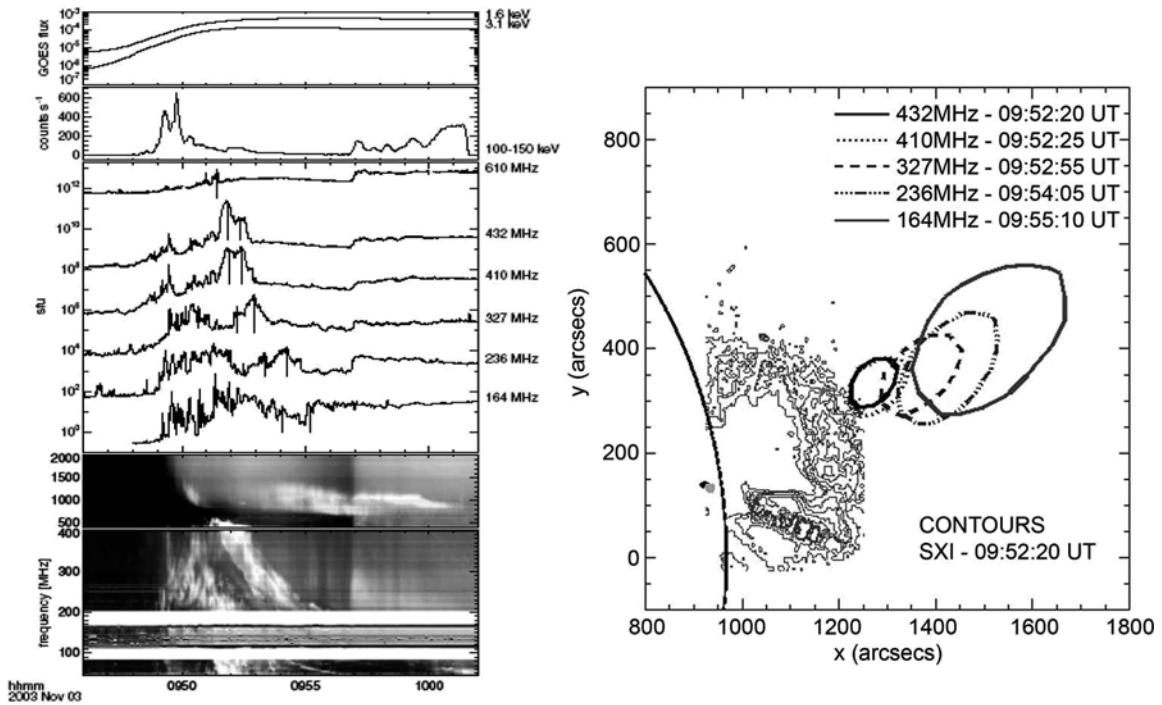 10⁻³
10⁻⁴
10⁻⁵
10⁻⁶
10⁻⁷
GOES flux
1.6 keV
3.1 keV
600
400
200
0
counts s⁻¹
100-150 keV
10¹²
10¹⁰
10⁸
10⁶
10⁴
10²
10⁰
sfu
610 MHz
432 MHz
410 MHz
327 MHz
236 MHz
164 MHz
2000
1500
1000
500
400
300
200
100
frequency [MHz]
0950
0955
1000
hhmm
2003 Nov 03
432MHz - 09:52:20 UT
410MHz - 09:52:25 UT
327MHz - 09:52:55 UT
236MHz - 09:54:05 UT
164MHz - 09:55:10 UT
800
600
400
200
0
y (arcsecs)
CONTOURS
SXI - 09:52:20 UT
800
1000
1200
1400
1600
1800
x (arcsecs)